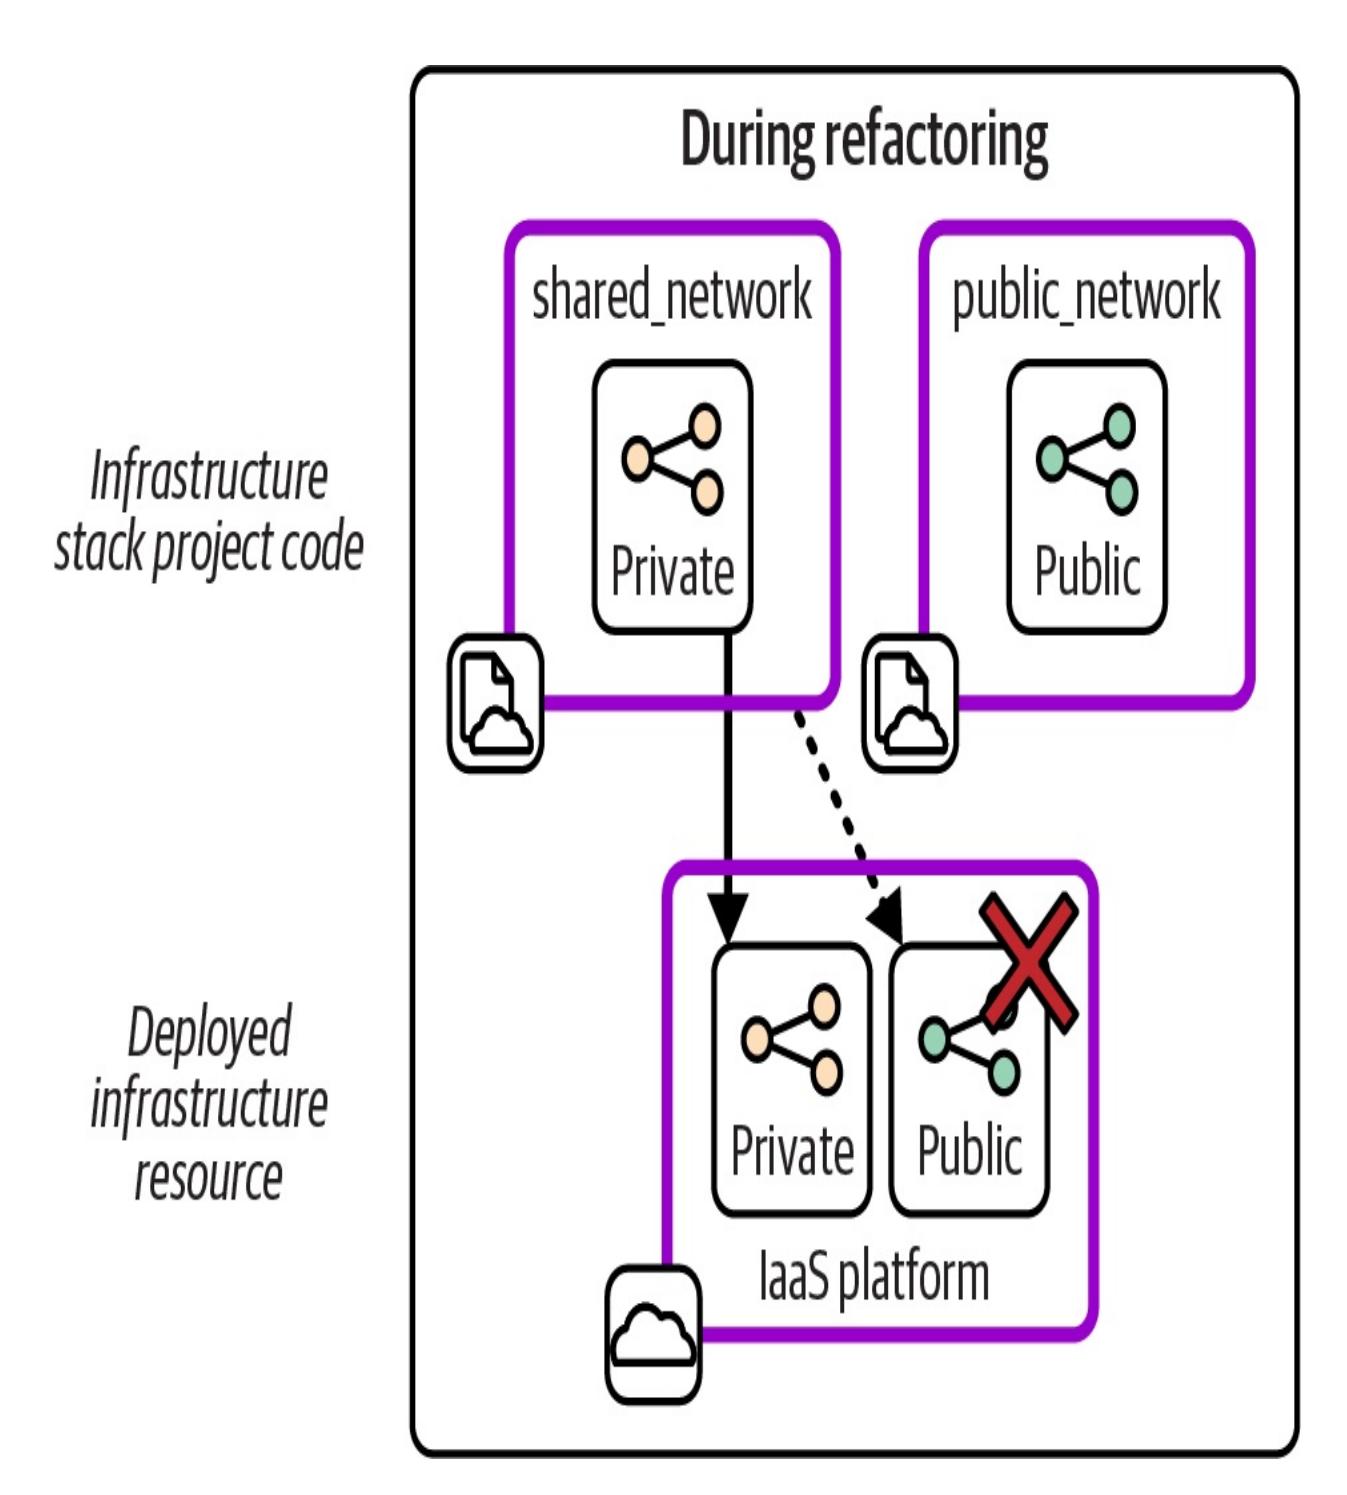 During refactoring
shared_network
public_network
Private
Public
Infrastructure
stack project code
Deployed
infrastructure
resource
Private
Public
IaaS platform